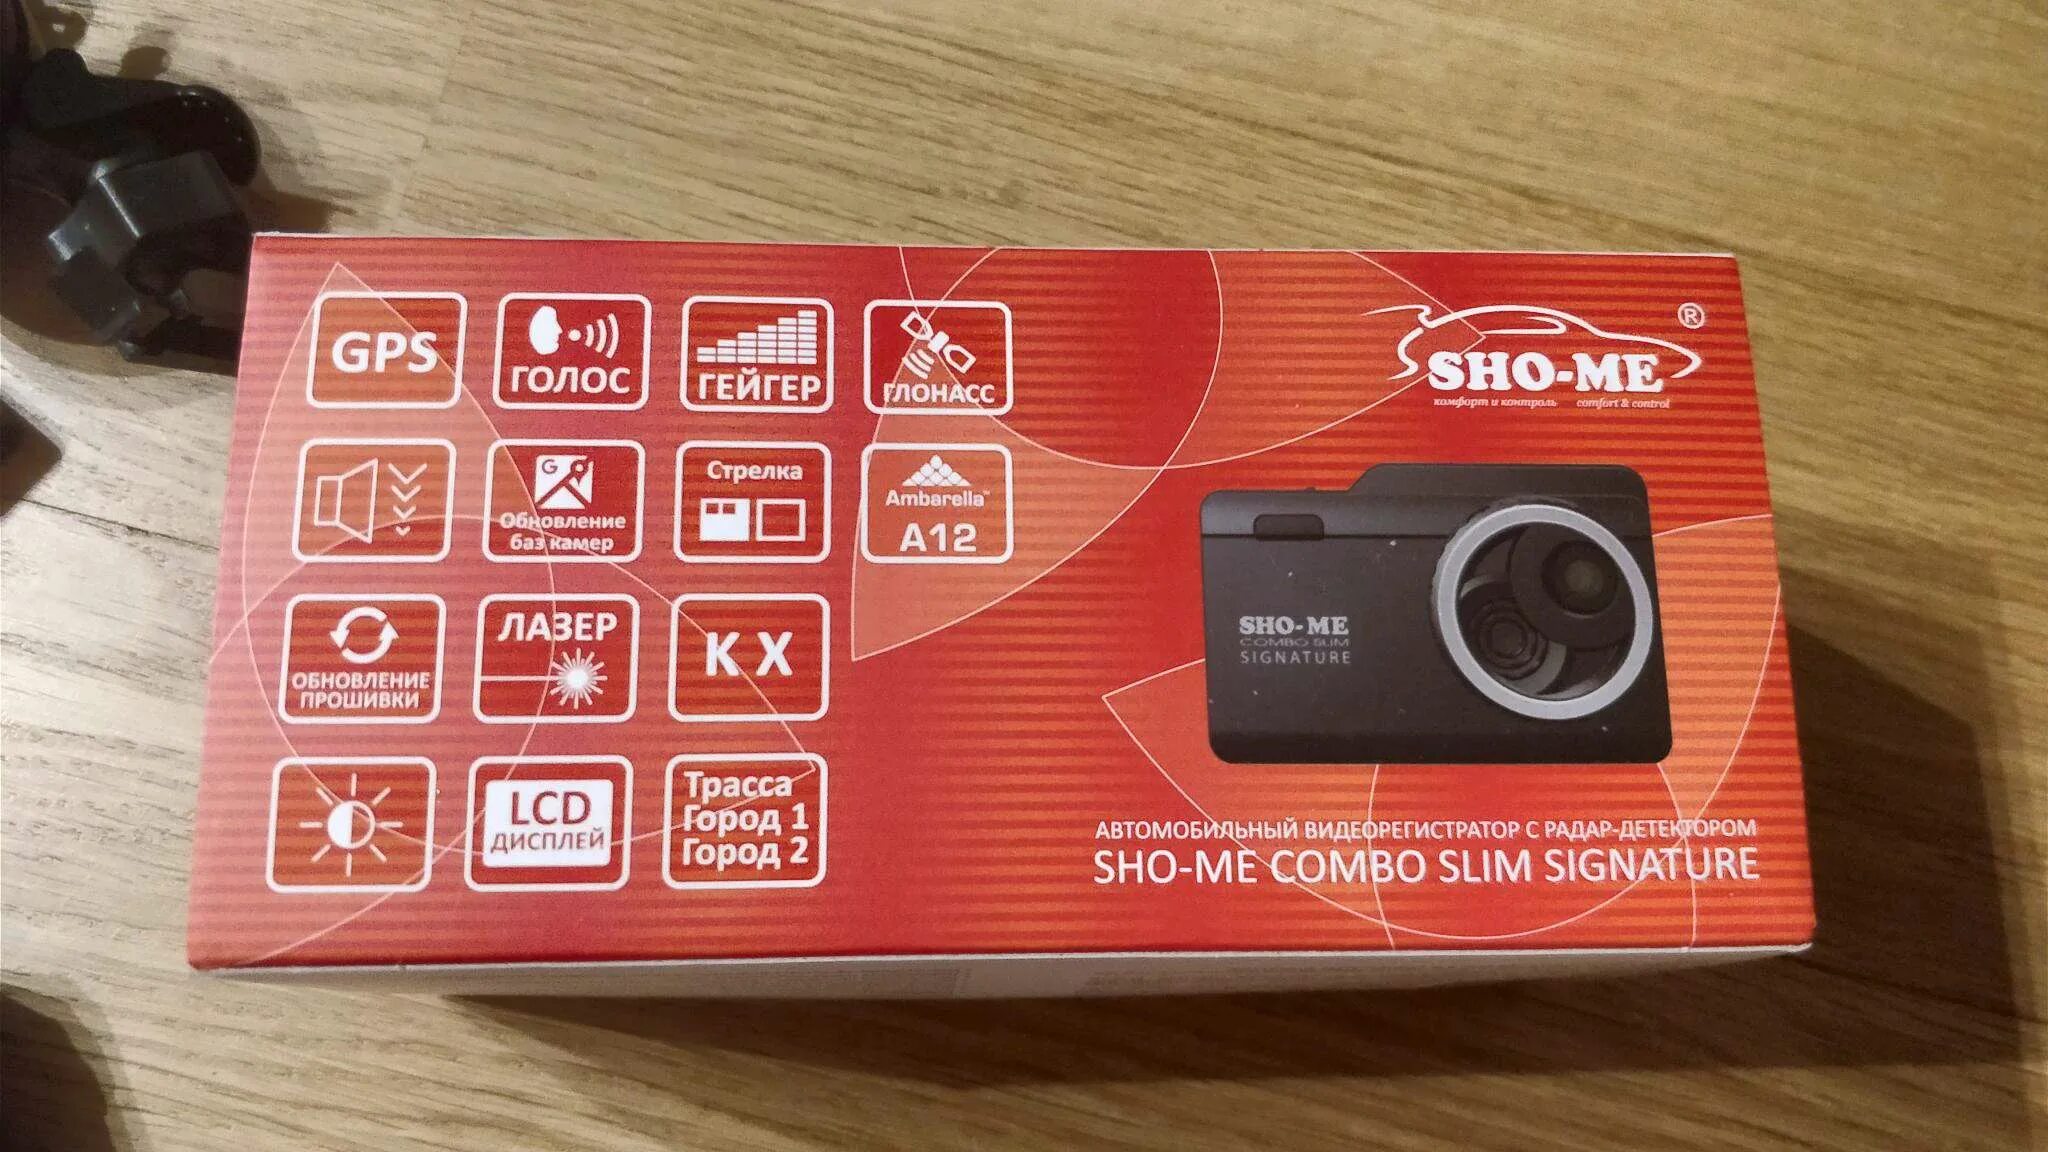 GPS
ГОЛОС
ГЕЙГЕР
ГЛОНАСС
SHO-ME ®
комфорт и контроль comfort & control
G
Обновление
баз камер
Стрелка
Ambarella™
A12
ОБНОВЛЕНИЕ
ПРОШИВКИ
ЛАЗЕР
K X
SHO-ME
COMBO SLIM
SIGNATURE
LCD
ДИСПЛЕЙ
Трасса
Город 1
Город 2
АВТОМОБИЛЬНЫЙ ВИДЕОРЕГИСТРАТОР С РАДАР-ДЕТЕКТОРОМ
SHO-ME COMBO SLIM SIGNATURE